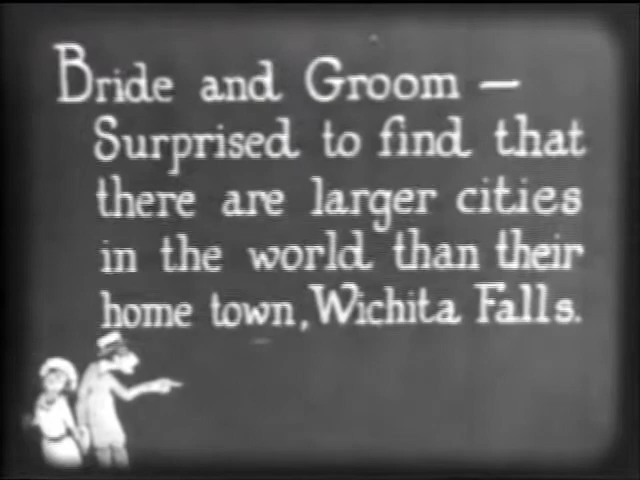 Bride and Groom —
Surprised to find that
there are larger cities
in the world than their
home town, Wichita Falls.